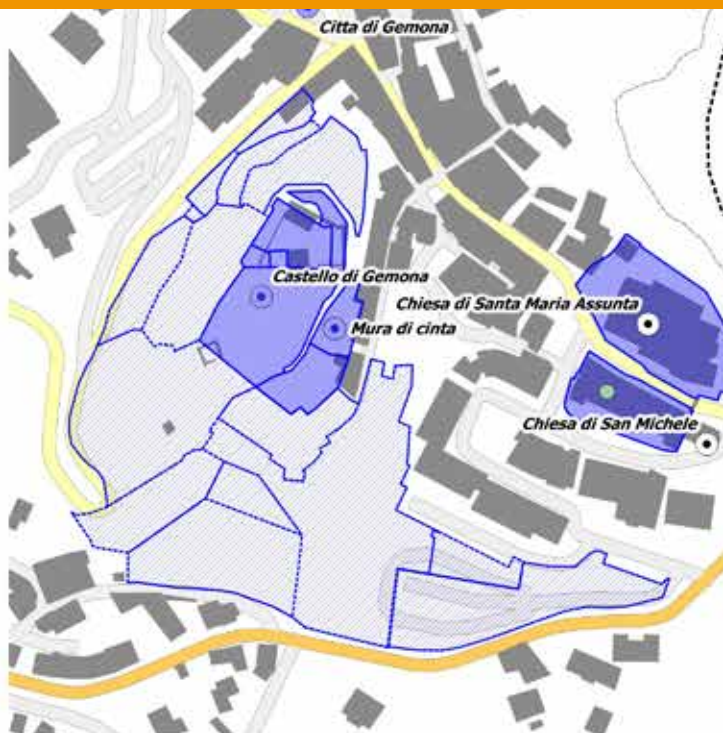 Citta di Gemona
Castello di Gemona
Chiesa di Santa Maria Assunta
Mura di cinta
Chiesa di San Michele